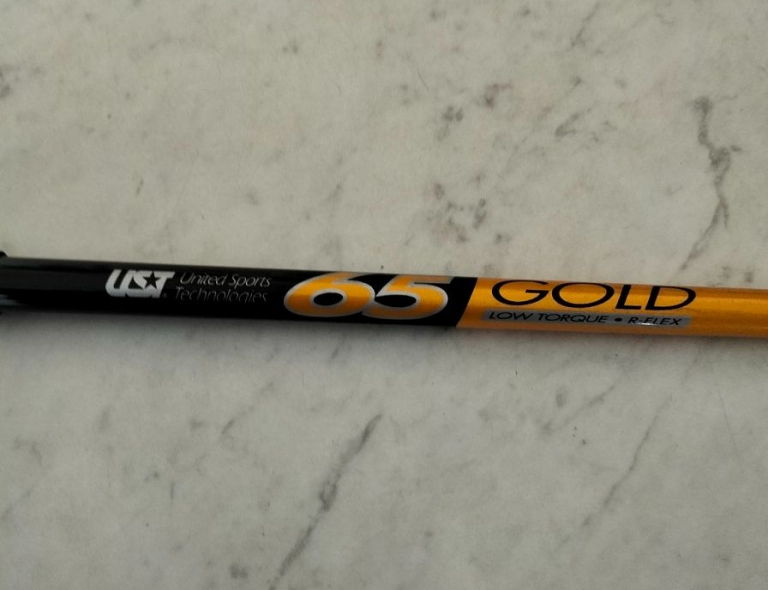 UST United Sports
Technologies
65
GOLD
LOW TORQUE • R-FLEX